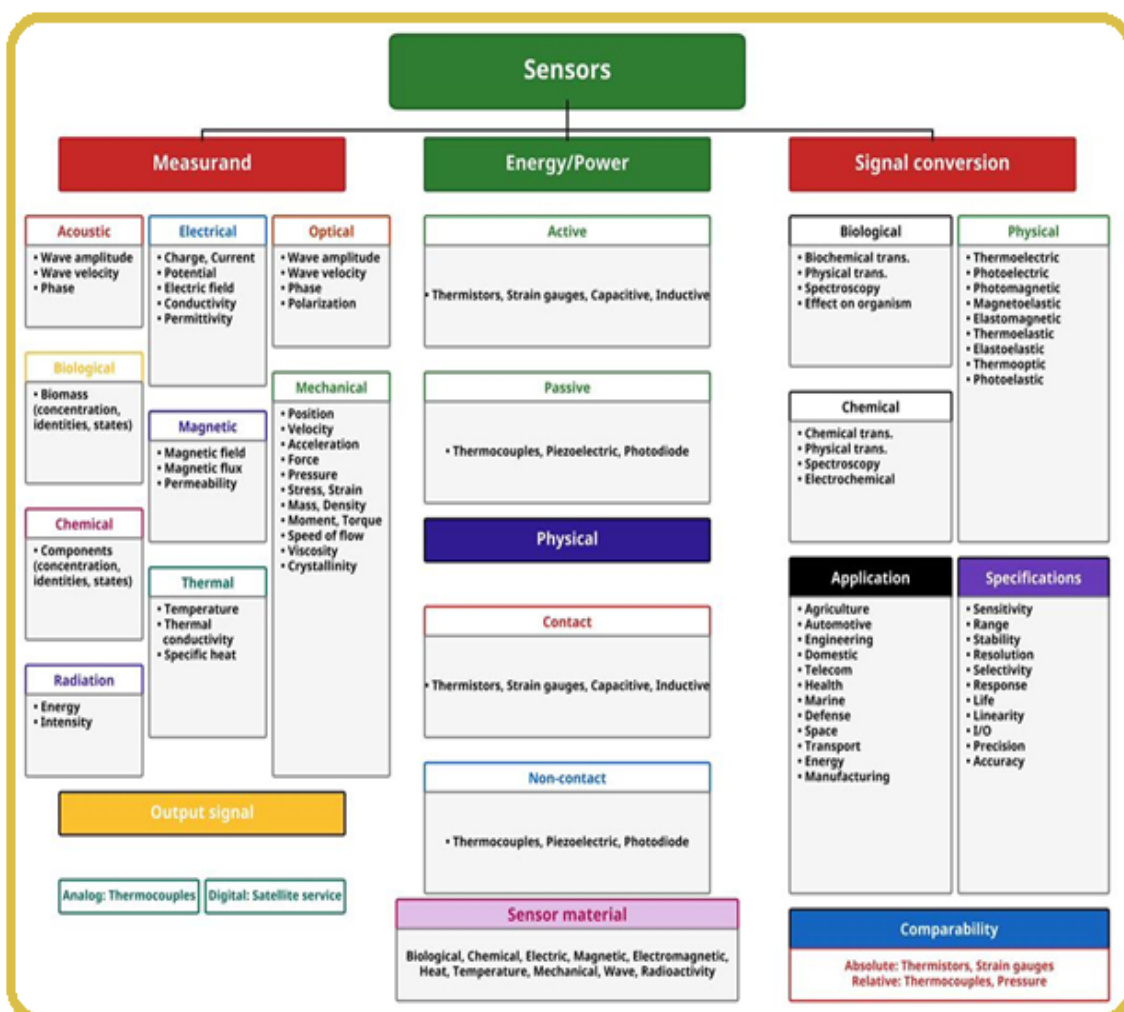 Sensors
Measurand
Energy/Power
Signal conversion
Acoustic
• Wave amplitude
• Wave velocity
• Phase
Biological
• Biomass
(concentration,
identities, states)
Chemical
• Components
(concentration,
identities, states)
Radiation
• Energy
• Intensity
Electrical
• Charge, Current
• Potential
• Electric field
• Conductivity
• Permittivity
Magnetic
• Magnetic field
• Magnetic flux
• Permeability
Thermal
• Temperature
• Thermal
conductivity
• Specific heat
Optical
• Wave amplitude
• Wave velocity
• Phase
• Polarization
Mechanical
• Position
• Velocity
• Acceleration
• Force
• Pressure
• Stress, Strain
• Mass, Density
• Moment, Torque
• Speed of flow
• Viscosity
• Crystallinity
Output signal
Analog: Thermocouples
Digital: Satellite service
Active
• Thermistors, Strain gauges, Capacitive, Inductive
Passive
• Thermocouples, Piezoelectric, Photodiode
Physical
Contact
• Thermistors, Strain gauges, Capacitive, Inductive
Non-contact
• Thermocouples, Piezoelectric, Photodiode
Sensor material
Biological, Chemical, Electric, Magnetic, Electromagnetic,
Heat, Temperature, Mechanical, Wave, Radioactivity
Biological
• Biochemical trans.
• Physical trans.
• Spectroscopy
• Effect on organism
Chemical
• Chemical trans.
• Physical trans.
• Spectroscopy
• Electrochemical
Physical
• Thermoelectric
• Photoelectric
• Photomagnetic
• Magnetoelastic
• Elastomagnetic
• Thermoelastic
• Elastoelastic
• Thermooptic
• Photoelastic
Application
• Agriculture
• Automotive
• Engineering
• Domestic
• Telecom
• Health
• Marine
• Defense
• Space
• Transport
• Energy
• Manufacturing
Specifications
• Sensitivity
• Range
• Stability
• Resolution
• Selectivity
• Response
• Life
• Linearity
• I/O
• Precision
• Accuracy
Comparability
Absolute: Thermistors, Strain gauges
Relative: Thermocouples, Pressure